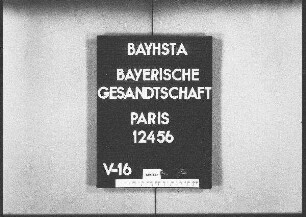 BAYHSTA
BAYERISCHE
GESANDTSCHAFT
PARIS
12456
V-16